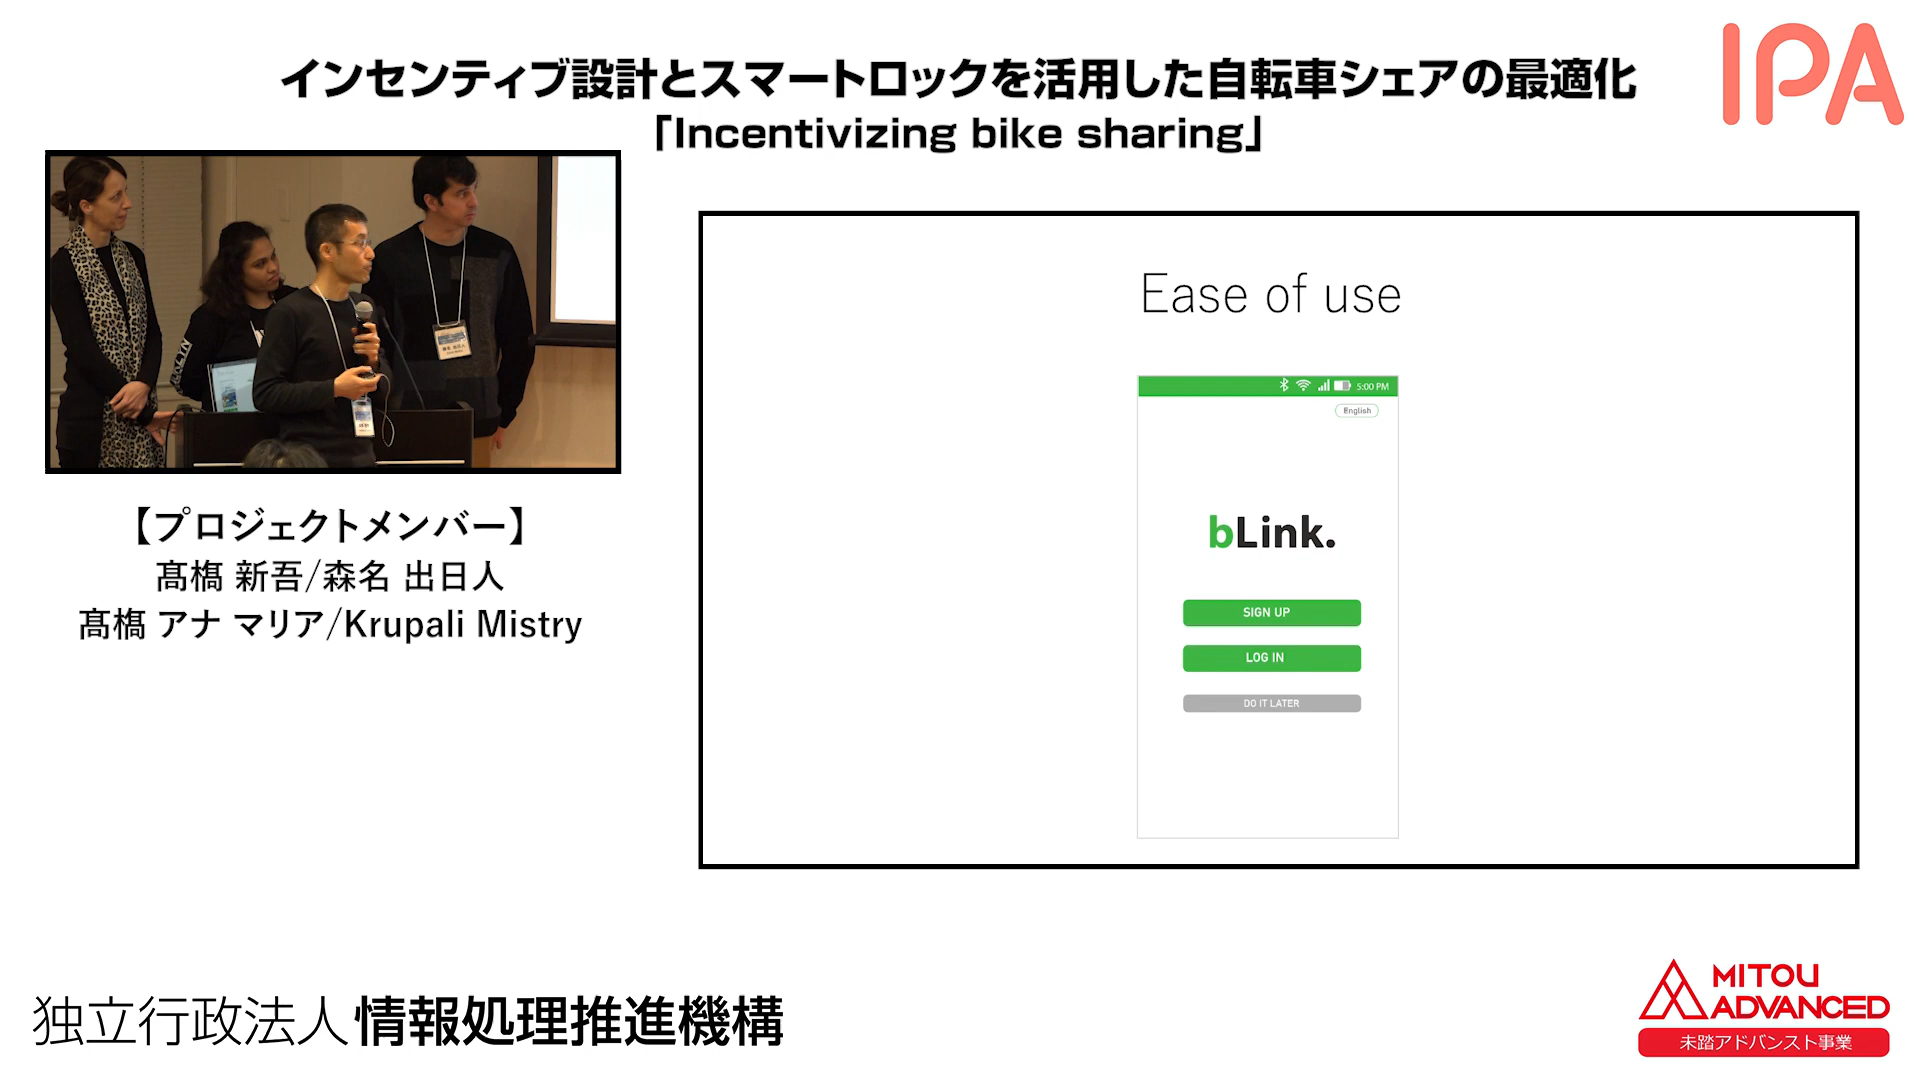 インセンティブ設計とスマートロックを活用した自転車シェアの最適化
「Incentivizing bike sharing」
IPA
【プロジェクトメンバー】
髙槗 新吾/森名 出日人
髙槗 アナ マリア/Krupali Mistry
Ease of use
5:00 PM
English
bLink.
SIGN UP
LOG IN
DO IT LATER
独立行政法人情報処理推進機構
MITOU
ADVANCED
未踏アドバンスト事業